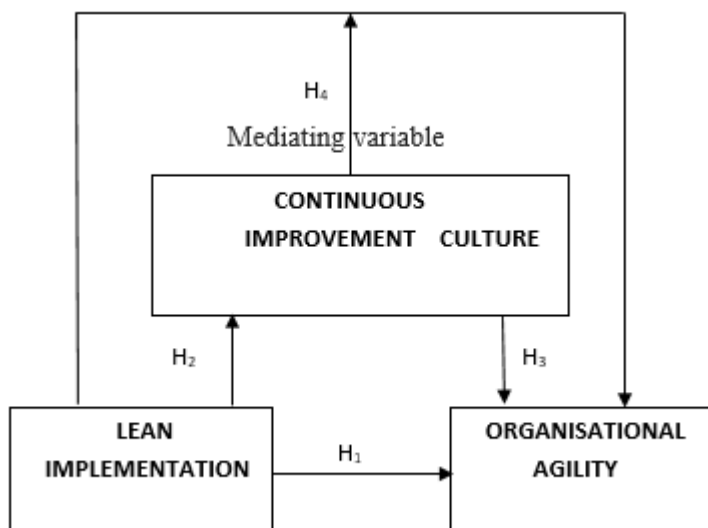 H₄
Mediating variable
CONTINUOUS
IMPROVEMENT CULTURE
H₂
H₃
LEAN
IMPLEMENTATION
H₁
ORGANISATIONAL
AGILITY